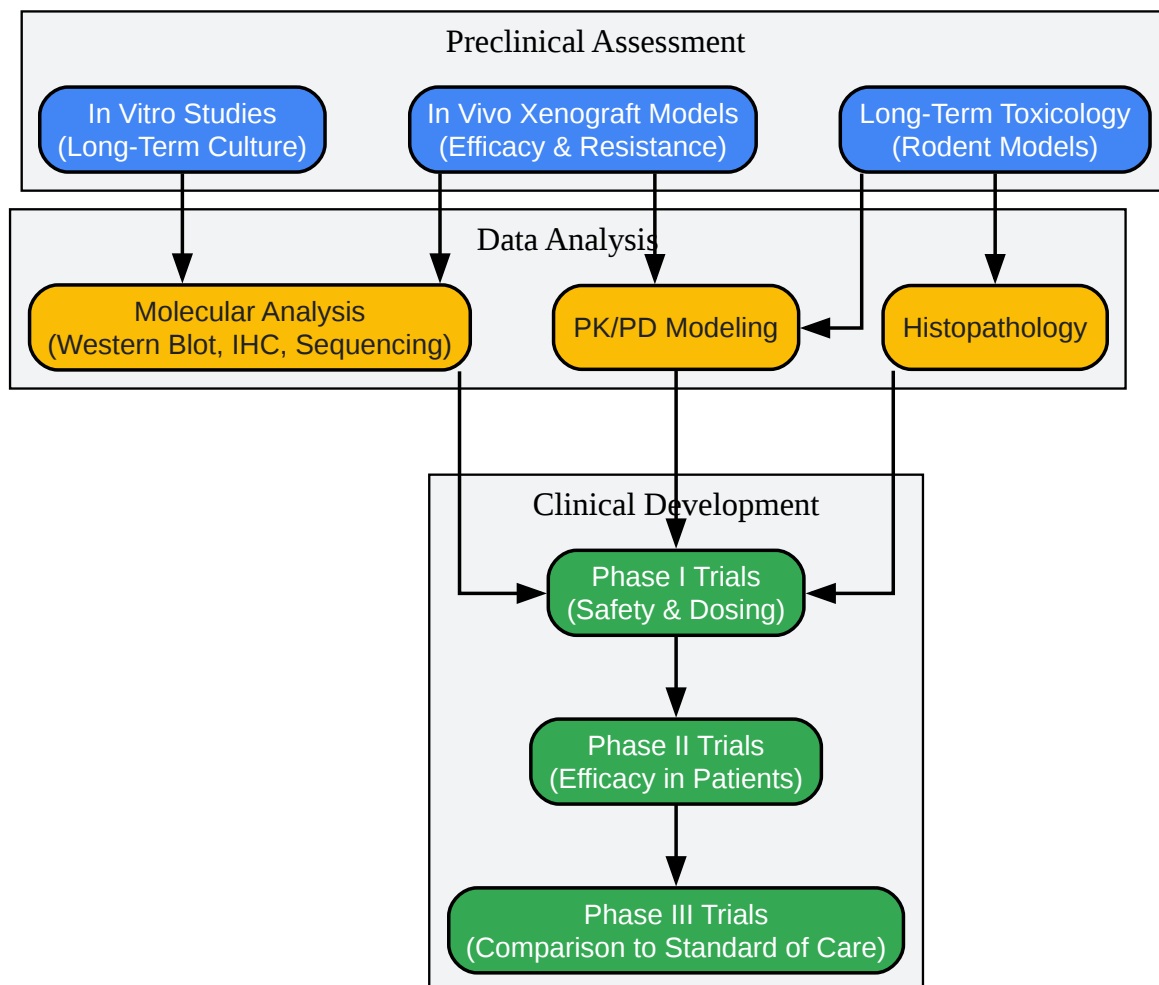 Preclinical Assessment
In Vitro Studies
(Long-Term Culture)
In Vivo Xenograft Models
(Efficacy & Resistance)
Long-Term Toxicology
(Rodent Models)
Data Analysis
Molecular Analysis
(Western Blot, IHC, Sequencing)
PK/PD Modeling
Histopathology
Clinical Development
Phase I Trials
(Safety & Dosing)
Phase II Trials
(Efficacy in Patients)
Phase III Trials
(Comparison to Standard of Care)